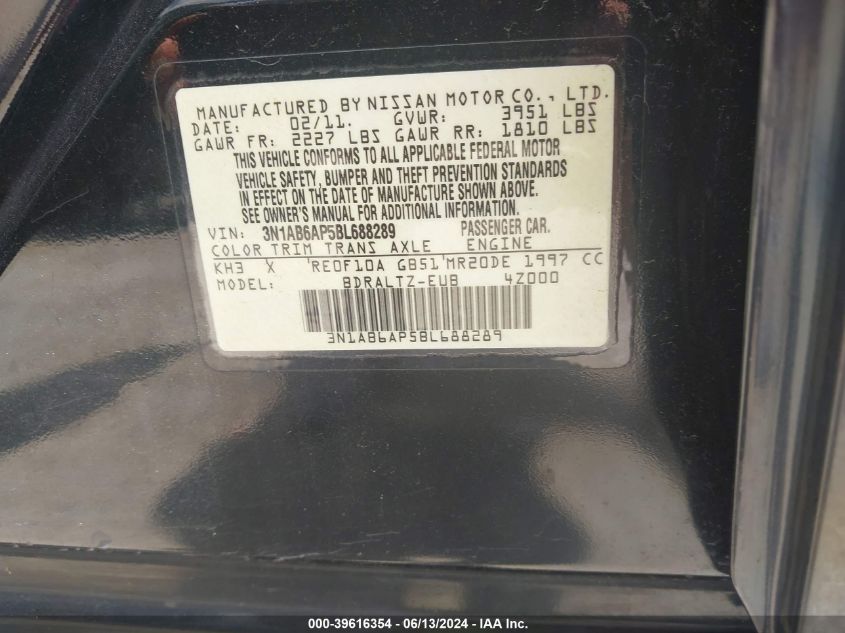 MANUFACTURED BY NISSAN MOTOR CO., LTD.
DATE: 02/11. GVWR: 3951 LBS
GAWR FR: 2227 LBS GAWR RR: 1810 LBS
THIS VEHICLE CONFORMS TO ALL APPLICABLE FEDERAL MOTOR
VEHICLE SAFETY, BUMPER AND THEFT PREVENTION STANDARDS
IN EFFECT ON THE DATE OF MANUFACTURE SHOWN ABOVE.
SEE OWNER'S MANUAL FOR ADDITIONAL INFORMATION.
VIN: 3N1AB6AP5BL688289 PASSENGER CAR.
COLOR TRIM TRANS AXLE ENGINE
KH3 X RE0F10A GB51 MR20DE 1997 CC
MODEL: BDRALTZ-EUB 4Z000
3N1AB6AP5BL688289
000-39616354 - 06/13/2024 - IAA Inc.